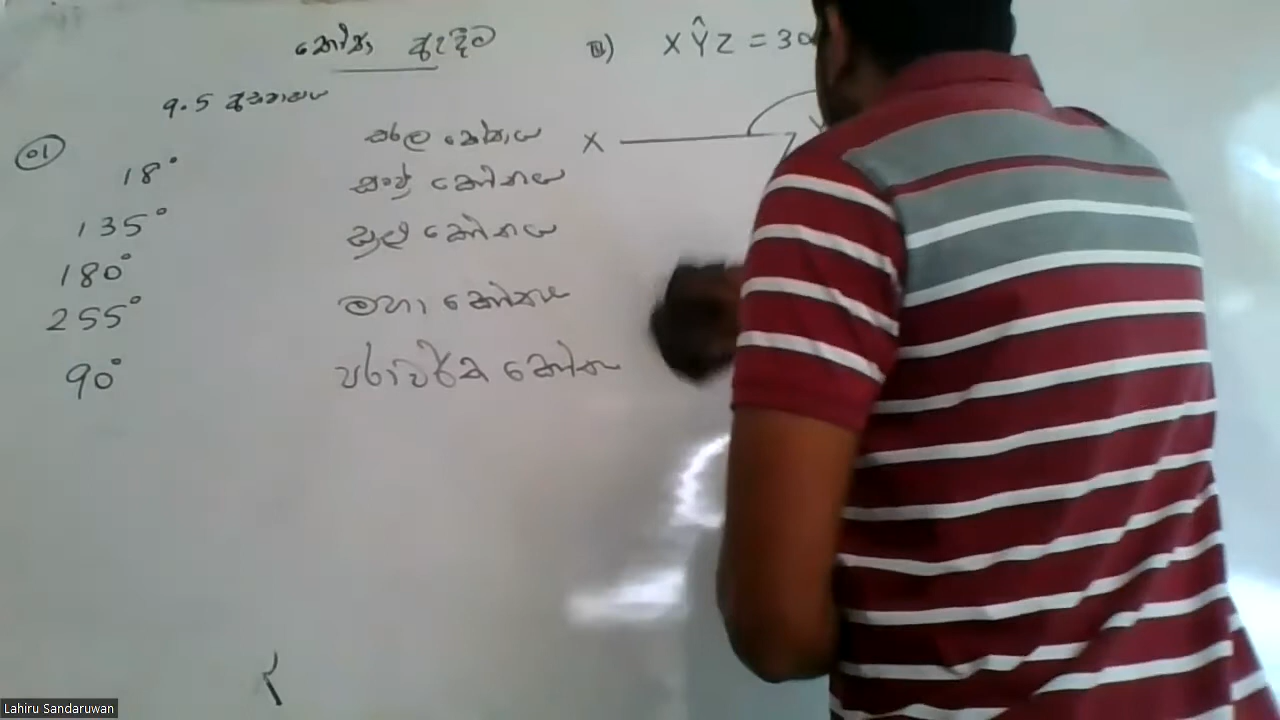 කෝණ ඇඳීම
9.5 අභ්‍යාසය
01
18°
135°
180°
255°
90°
සරල කෝණය
සෘජු කෝණය
සුළු කෝණය
මහා කෝණය
පරාවර්ත කෝණ
B) XŶZ = 30
X
Lahiru Sandaruwan